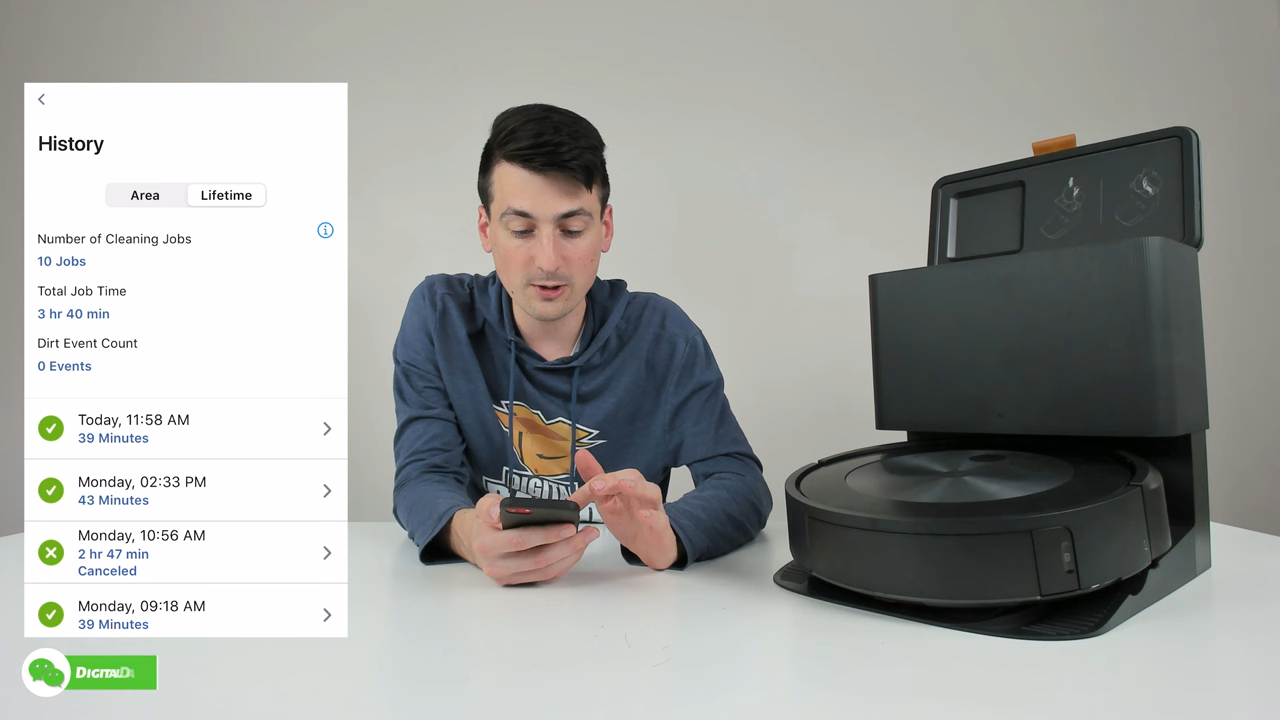 History
Area Lifetime
Number of Cleaning Jobs
10 Jobs
Total Job Time
3 hr 40 min
Dirt Event Count
0 Events
Today, 11:58 AM
39 Minutes
Monday, 02:33 PM
43 Minutes
Monday, 10:56 AM
2 hr 47 min
Canceled
Monday, 09:18 AM
39 Minutes
DIGITAL
DIGITALDA